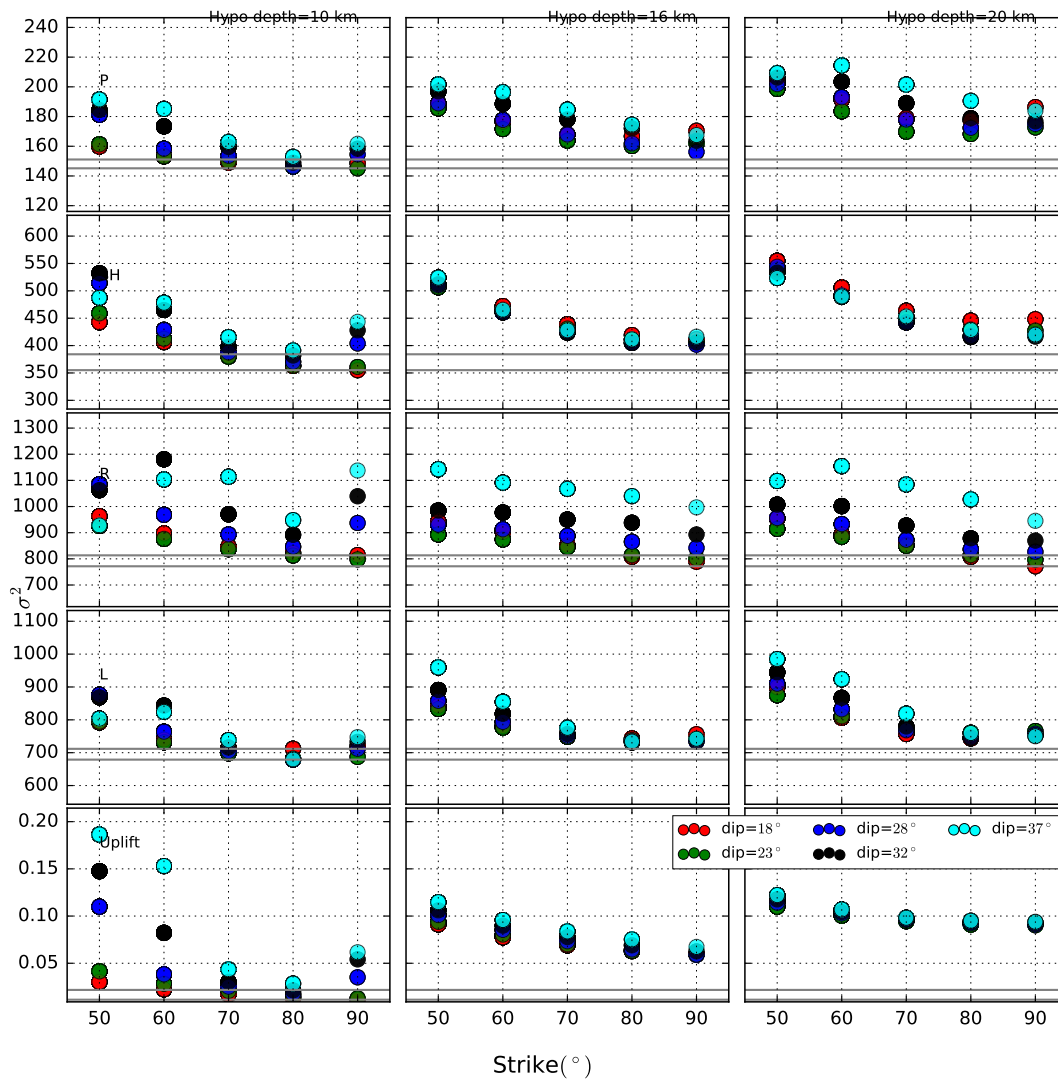 Hypo depth=10 km
Hypo depth=16 km
Hypo depth=20 km
240
220
200
180
160
140
120
P
600
550
500
450
400
350
300
H
1300
1200
1100
1000
900
800
700
R
σ²
1100
1000
900
800
700
600
L
0.20
0.15
0.10
0.05
Uplift
dip=18°
dip=28°
dip=37°
dip=23°
dip=32°
50 60 70 80 90
50 60 70 80 90
50 60 70 80 90
Strike(°)